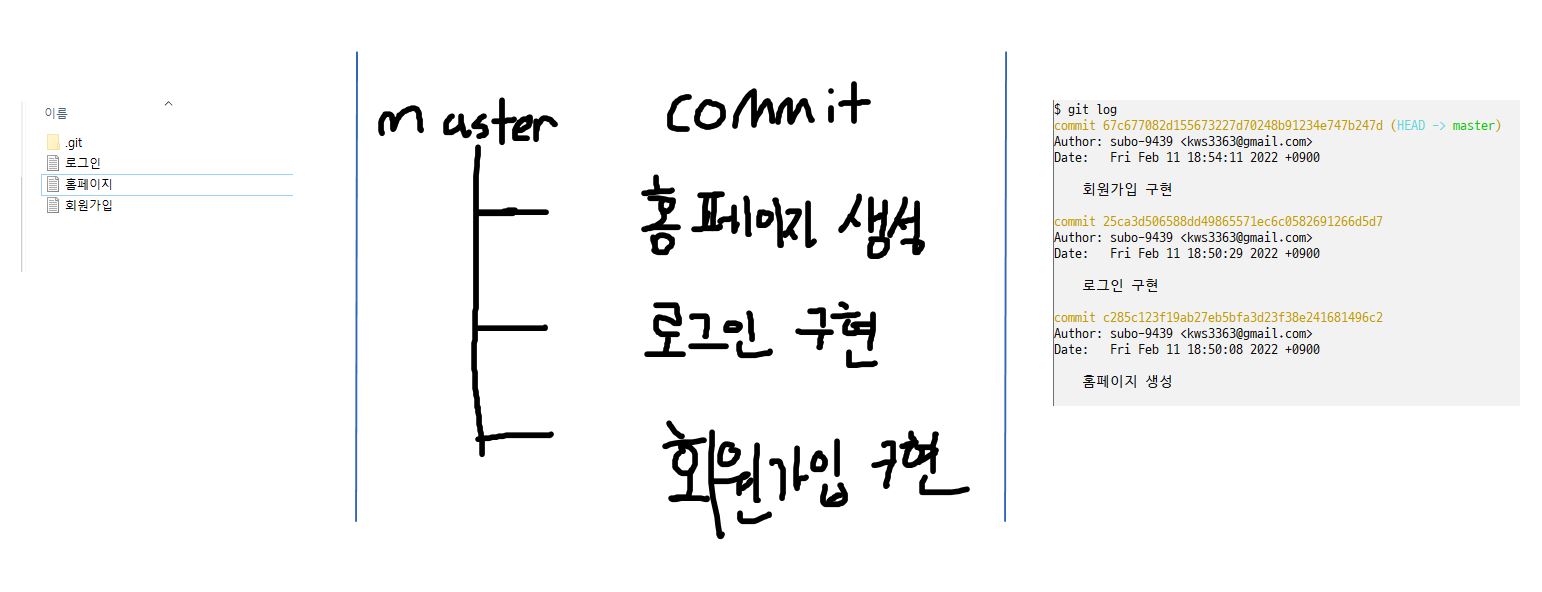 이름
.git
로그인
홈페이지
회원가입
master
commit
홈페이지 생성
로그인 구현
회원가입 구현
$ git log
commit 67c677082d155673227d70248b91234e747b247d (HEAD -> master)
Author: subo-9439 <kws3363@gmail.com>
Date:   Fri Feb 11 18:54:11 2022 +0900
회원가입 구현
commit 25ca3d506588dd49865571ec6c0582691266d5d7
Author: subo-9439 <kws3363@gmail.com>
Date:   Fri Feb 11 18:50:29 2022 +0900
로그인 구현
commit c285c123f19ab27eb5bfa3d23f38e241681496c2
Author: subo-9439 <kws3363@gmail.com>
Date:   Fri Feb 11 18:50:08 2022 +0900
홈페이지 생성